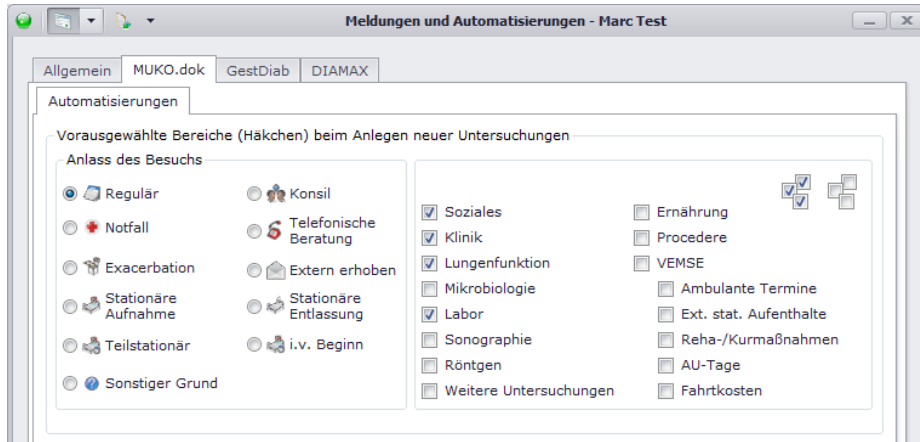 Meldungen und Automatisierungen - Marc Test
Allgemein MUKO.dok GestDiab DIAMAX
Automatisierungen
Vorausgewählte Bereiche (Häkchen) beim Anlegen neuer Untersuchungen
Anlass des Besuchs
Regulär
Konsil
Notfall
Telefonische
Beratung
Exacerbation
Extern erhoben
Stationäre
Aufnahme
Stationäre
Entlassung
Teilstationär
i.v. Beginn
Sonstiger Grund
Soziales
Klinik
Lungenfunktion
Mikrobiologie
Labor
Sonographie
Röntgen
Weitere Untersuchungen
Ernährung
Procedere
VEMSE
Ambulante Termine
Ext. stat. Aufenthalte
Reha-/Kurmaßnahmen
AU-Tage
Fahrtkosten